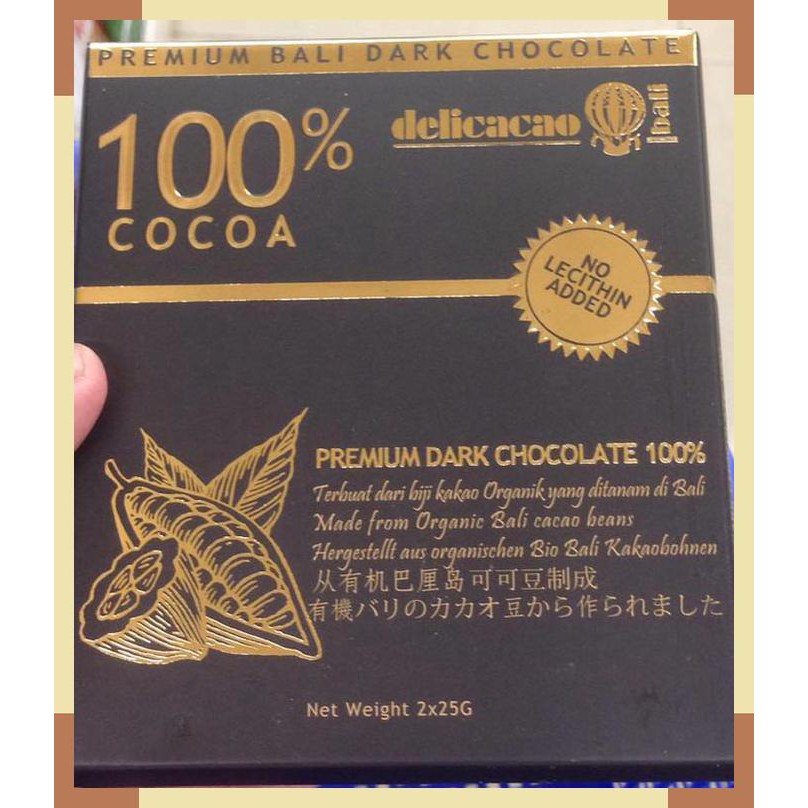 PREMIUM BALI DARK CHOCOLATE
100%
COCOA
delicacao
bali
NO
LECITHIN
ADDED
PREMIUM DARK CHOCOLATE 100%
Terbuat dari biji kakao Organik yang ditanam di Bali
Made from Organic Bali cacao beans
Hergestellt aus organischen Bio Bali Kakaobohnen
从有机巴厘岛可可豆制成
有機バリのカカオ豆から作られました
Net Weight 2x25G